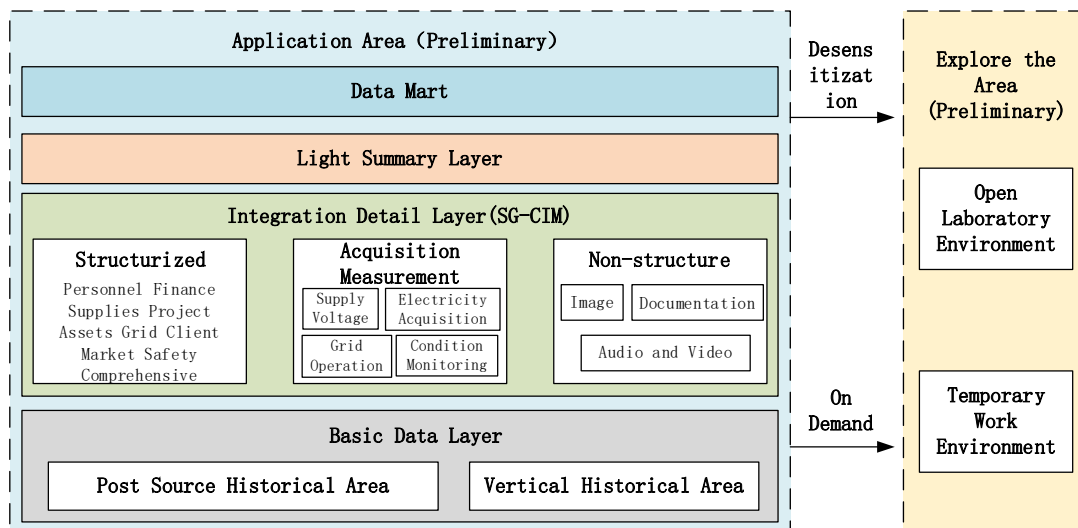 Application Area (Preliminary)
Data Mart
Light Summary Layer
Integration Detail Layer(SG-CIM)
Structurized
Personnel Finance
Supplies Project
Assets Grid Client
Market Safety
Comprehensive
Acquisition
Measurement
Supply
Voltage
Electricity
Acquisition
Grid
Operation
Condition
Monitoring
Non-structure
Image
Documentation
Audio and Video
Basic Data Layer
Post Source Historical Area
Vertical Historical Area
Desens
itizat
ion
On
Demand
Explore the
Area
(Preliminary)
Open
Laboratory
Environment
Temporary
Work
Environment